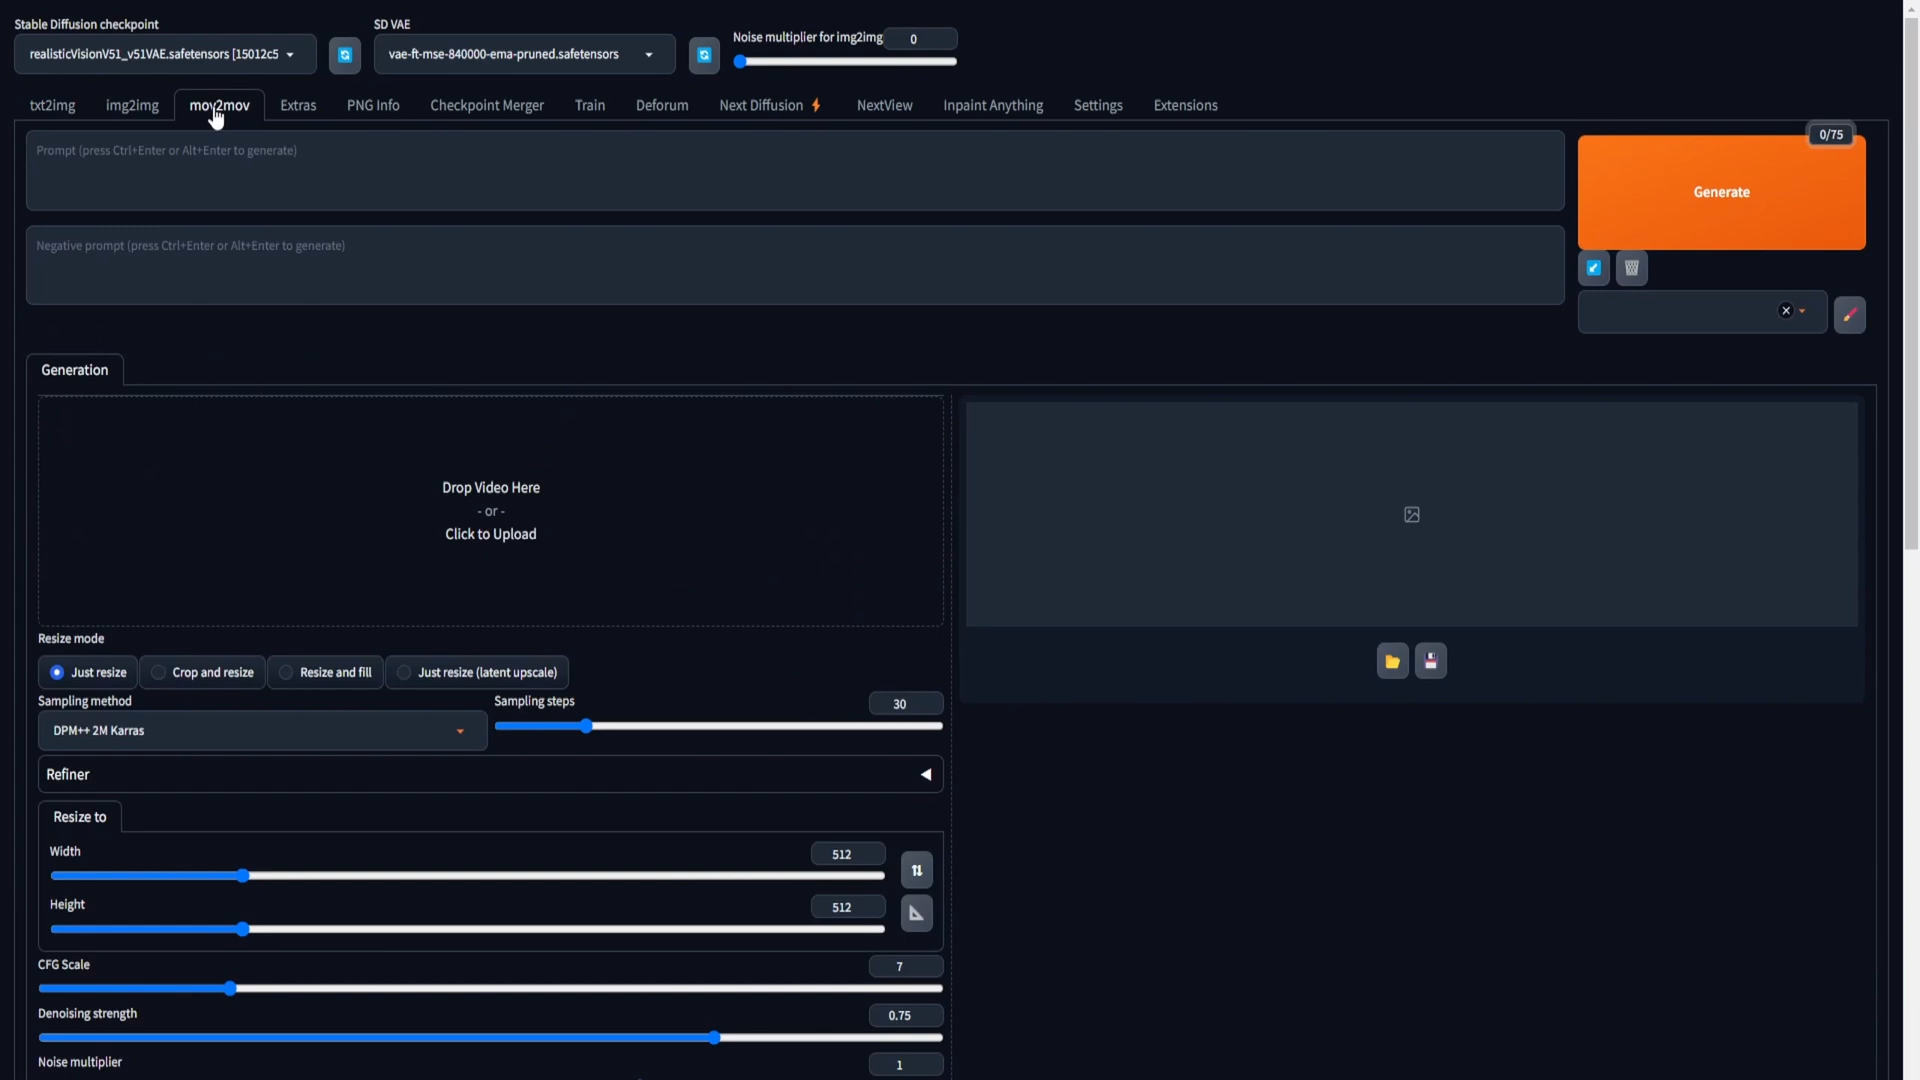 Stable Diffusion checkpoint
realisticVisionV51_v51VAE.safetensors [15012c5
SD VAE
vae-ft-mse-840000-ema-pruned.safetensors
Noise multiplier for img2img
0
txt2img
img2img
mov2mov
Extras
PNG Info
Checkpoint Merger
Train
Deforum
Next Diffusion ⚡
NextView
Inpaint Anything
Settings
Extensions
Prompt (press Ctrl+Enter or Alt+Enter to generate)
0/75
Generate
Negative prompt (press Ctrl+Enter or Alt+Enter to generate)
Generation
Drop Video Here
- or -
Click to Upload
Resize mode
Just resize
Crop and resize
Resize and fill
Just resize (latent upscale)
Sampling method
DPM++ 2M Karras
Sampling steps
30
Refiner
Resize to
Width
512
Height
512
CFG Scale
7
Denoising strength
0.75
Noise multiplier
1